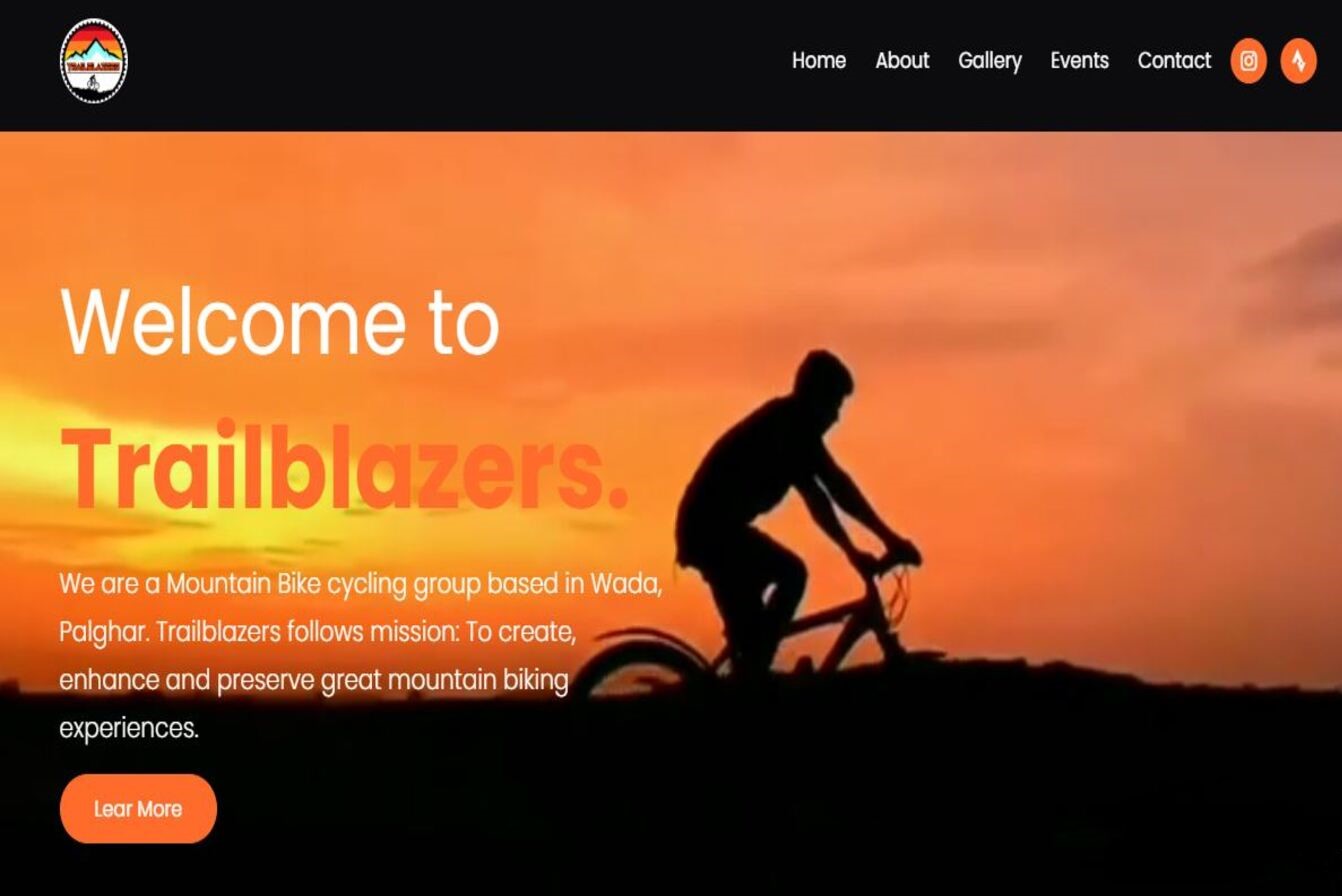 TRAILBLAZERS
Home About Gallery Events Contact
Welcome to
Trailblazers.
We are a Mountain Bike cycling group based in Wada,
Palghar. Trailblazers follows mission: To create,
enhance and preserve great mountain biking
experiences.
Lear More